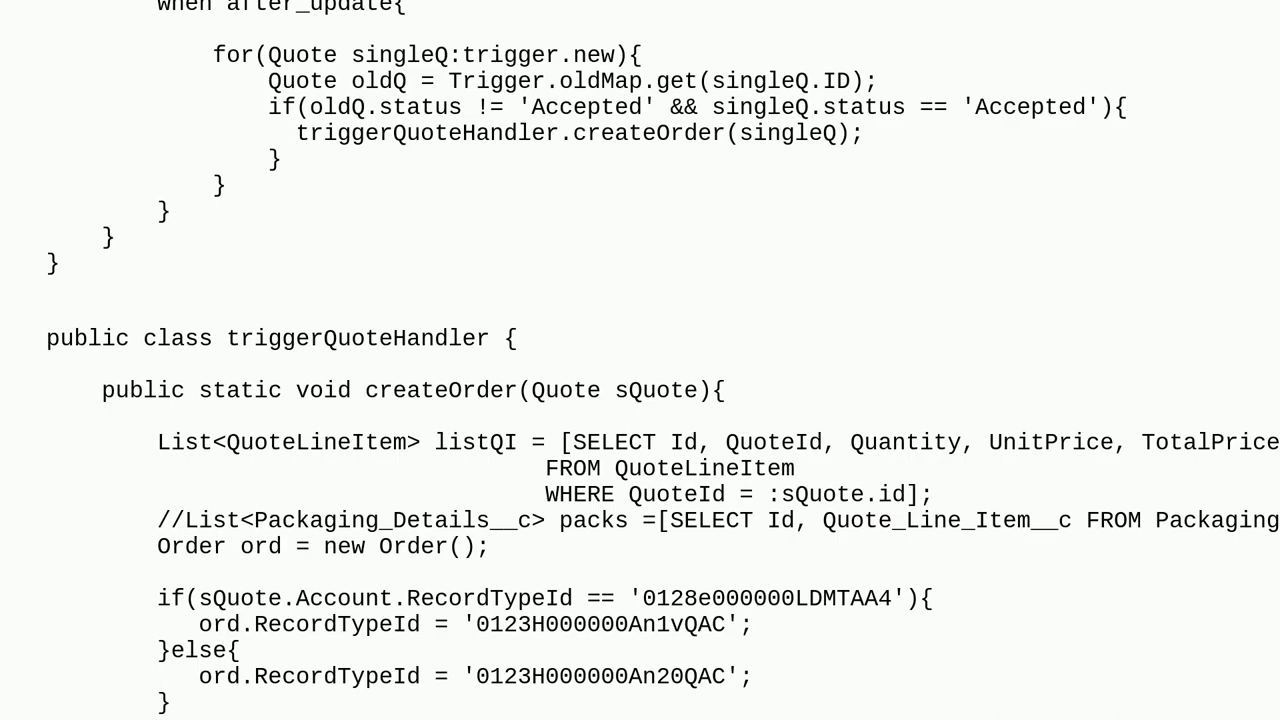 when after_update{
for(Quote singleQ:trigger.new){
Quote oldQ = Trigger.oldMap.get(singleQ.ID);
if(oldQ.status != 'Accepted' && singleQ.status == 'Accepted'){
triggerQuoteHandler.createOrder(singleQ);
}
}
}
}
}
public class triggerQuoteHandler {
public static void createOrder(Quote sQuote){
List<QuoteLineItem> listQI = [SELECT Id, QuoteId, Quantity, UnitPrice, TotalPrice
FROM QuoteLineItem
WHERE QuoteId = :sQuote.id];
//List<Packaging_Details__c> packs =[SELECT Id, Quote_Line_Item__c FROM Packaging
Order ord = new Order();
if(sQuote.Account.RecordTypeId == '0128e000000LDMTAA4'){
ord.RecordTypeId = '0123H000000An1vQAC';
}else{
ord.RecordTypeId = '0123H000000An20QAC';
}